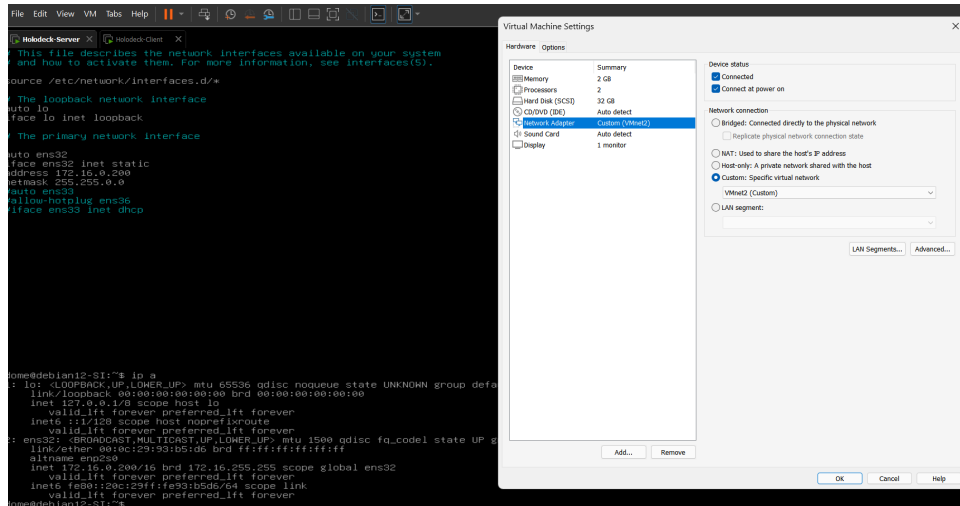 File Edit View VM Tabs Help
Holodeck-Server
Holodeck-Client
# This file describes the network interfaces available on your system
# and how to activate them. For more information, see interfaces(5).
source /etc/network/interfaces.d/*
# The loopback network interface
auto lo
iface lo inet loopback
# The primary network interface
auto ens32
iface ens32 inet static
address 172.16.0.200
netmask 255.255.0.0
#auto ens33
#allow-hotplug ens36
#iface ens33 inet dhcp
dome@debian12-SI:~$ ip a
1: lo: <LOOPBACK,UP,LOWER_UP> mtu 65536 qdisc noqueue state UNKNOWN group defa
link/loopback 00:00:00:00:00:00 brd 00:00:00:00:00:00
inet 127.0.0.1/8 scope host lo
valid_lft forever preferred_lft forever
inet6 ::1/128 scope host noprefixroute
valid_lft forever preferred_lft forever
2: ens32: <BROADCAST,MULTICAST,UP,LOWER_UP> mtu 1500 qdisc fq_codel state UP g
link/ether 00:0c:29:93:b5:d6 brd ff:ff:ff:ff:ff:ff
altname enp2s0
inet 172.16.0.200/16 brd 172.16.255.255 scope global ens32
valid_lft forever preferred_lft forever
inet6 fe80::20c:29ff:fe93:b5d6/64 scope link
valid_lft forever preferred_lft forever
dome@debian12-SI:~$
Virtual Machine Settings
Hardware Options
Device Summary
Memory 2 GB
Processors 2
Hard Disk (SCSI) 32 GB
CD/DVD (IDE) Auto detect
Network Adapter Custom (VMnet2)
Sound Card Auto detect
Display 1 monitor
Add... Remove
Device status
Connected
Connect at power on
Network connection
Bridged: Connected directly to the physical network
Replicate physical network connection state
NAT: Used to share the host's IP address
Host-only: A private network shared with the host
Custom: Specific virtual network
VMnet2 (Custom)
LAN segment:
LAN Segments... Advanced...
OK Cancel Help